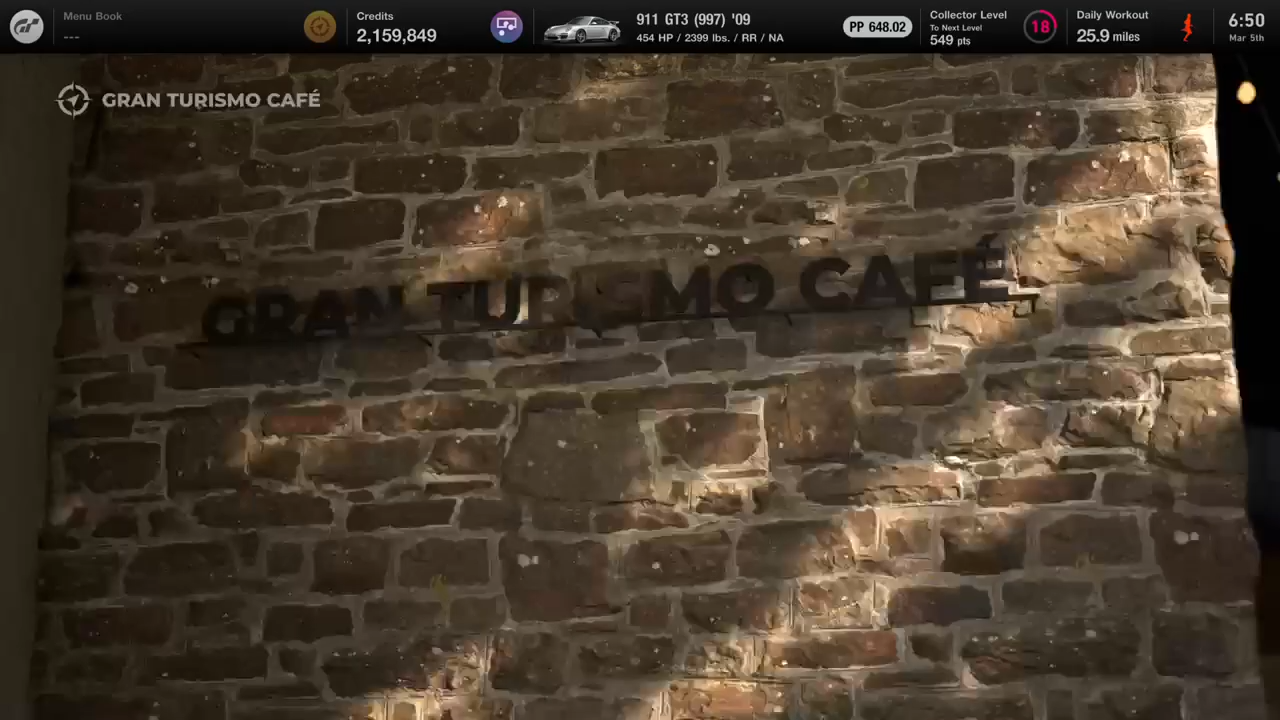 Menu Book
---
Credits
2,159,849
911 GT3 (997) '09
454 HP / 2399 lbs. / RR / NA
PP 648.02
Collector Level
To Next Level
549 pts
18
Daily Workout
25.9 miles
6:50
Mar 5th
GRAN TURISMO CAFÉ
GRAN TURISMO CAFÉ